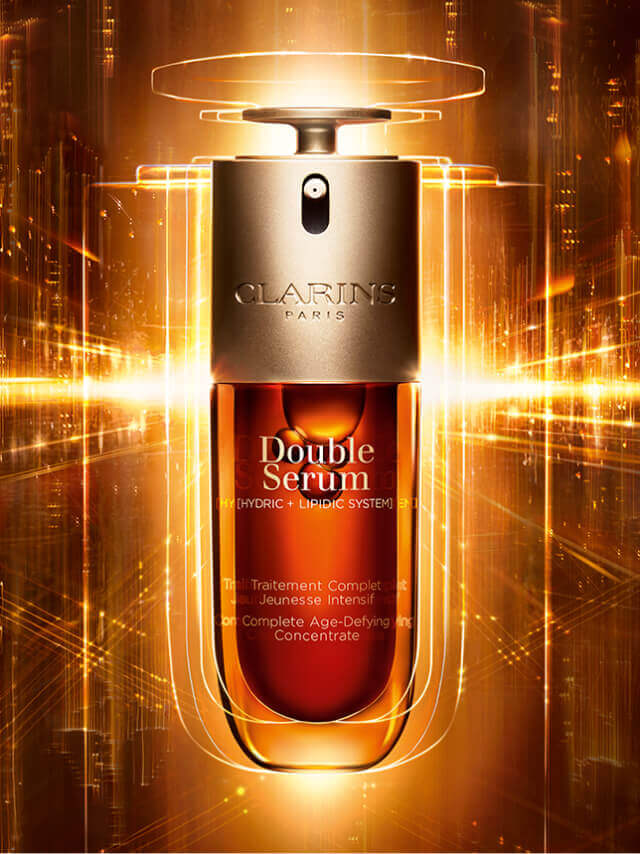 CLARINS
PARIS
Double
Serum
[HYDRIC + LIPIDIC SYSTEM]
Traitement Complet
Jeunesse Intensif
Complete Age-Defying
Concentrate